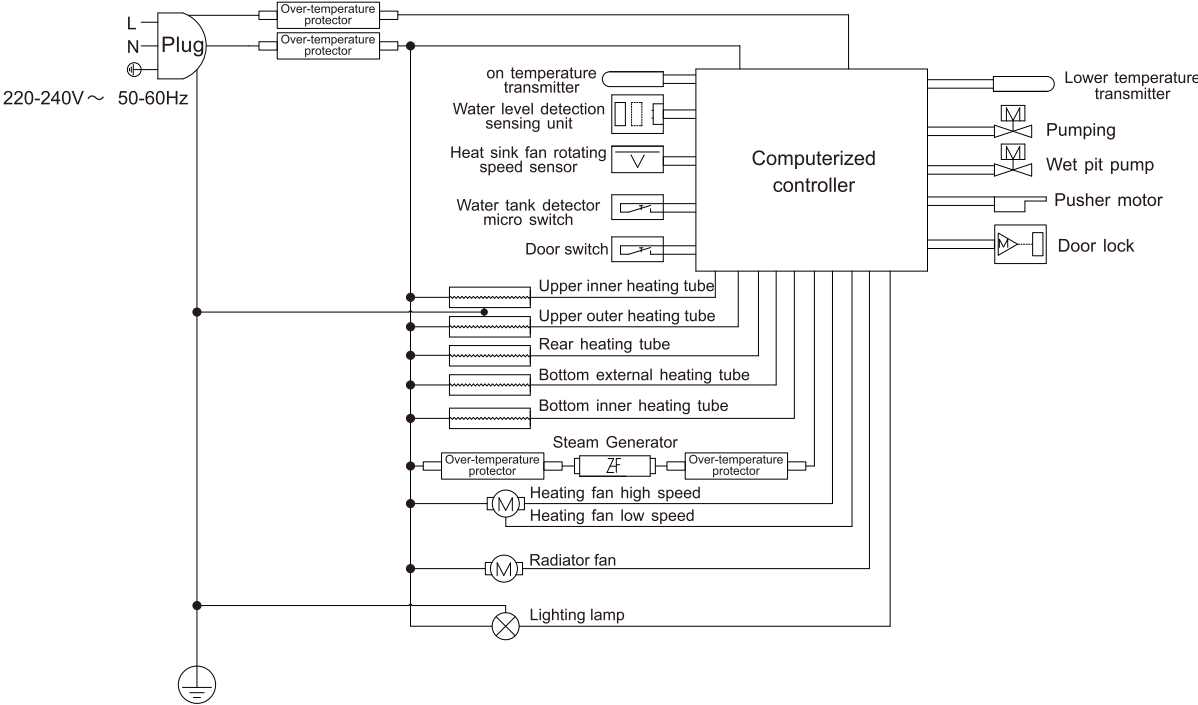 Over-temperature
protector
L
N
Plug
Over-temperature
protector
220-240V～ 50-60Hz
on temperature
transmitter
Water level detection
sensing unit
Heat sink fan rotating
speed sensor
Water tank detector
micro switch
Door switch
Computerized
controller
Lower temperature
transmitter
M
Pumping
M
Wet pit pump
Pusher motor
M
Door lock
Upper inner heating tube
Upper outer heating tube
Rear heating tube
Bottom external heating tube
Bottom inner heating tube
Steam Generator
Over-temperature
protector
ZF
Over-temperature
protector
Heating fan high speed
M
Heating fan low speed
Radiator fan
M
Lighting lamp